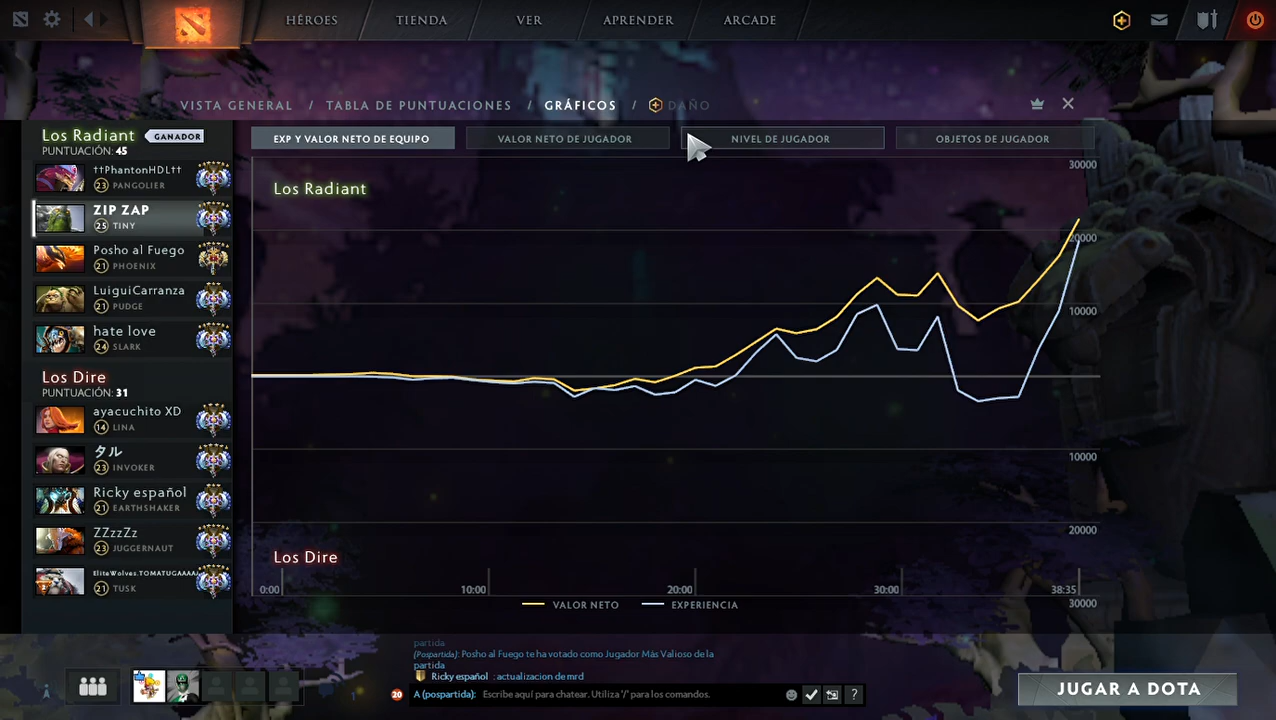 HÉROES
TIENDA
VER
APRENDER
ARCADE
VISTA GENERAL / TABLA DE PUNTUACIONES / GRÁFICOS / DAÑO
Los Radiant GANADOR
PUNTUACIÓN: 45
††PhantonHDL††
23 PANGOLIER
ZIP ZAP
25 TINY
Posho al Fuego
21 PHOENIX
LuiguiCarranza
21 PUDGE
hate love
24 SLARK
Los Dire
PUNTUACIÓN: 31
ayacuchito XD
14 LINA
タル
23 INVOKER
Ricky español
21 EARTHSHAKER
ZZzzZz
23 JUGGERNAUT
EliteWolves.TOMATUGAAAA
21 TUSK
EXP Y VALOR NETO DE EQUIPO
VALOR NETO DE JUGADOR
NIVEL DE JUGADOR
OBJETOS DE JUGADOR
Los Radiant
30000
20000
10000
10000
20000
30000
Los Dire
0:00
10:00
20:00
30:00
38:35
VALOR NETO
EXPERIENCIA
partida
(Pospartida): Posho al Fuego te ha votado como Jugador Más Valioso de la
partida
Ricky español : actualizacion de mrd
20 A (pospartida): Escribe aquí para chatear. Utiliza '/' para los comandos.
?
JUGAR A DOTA